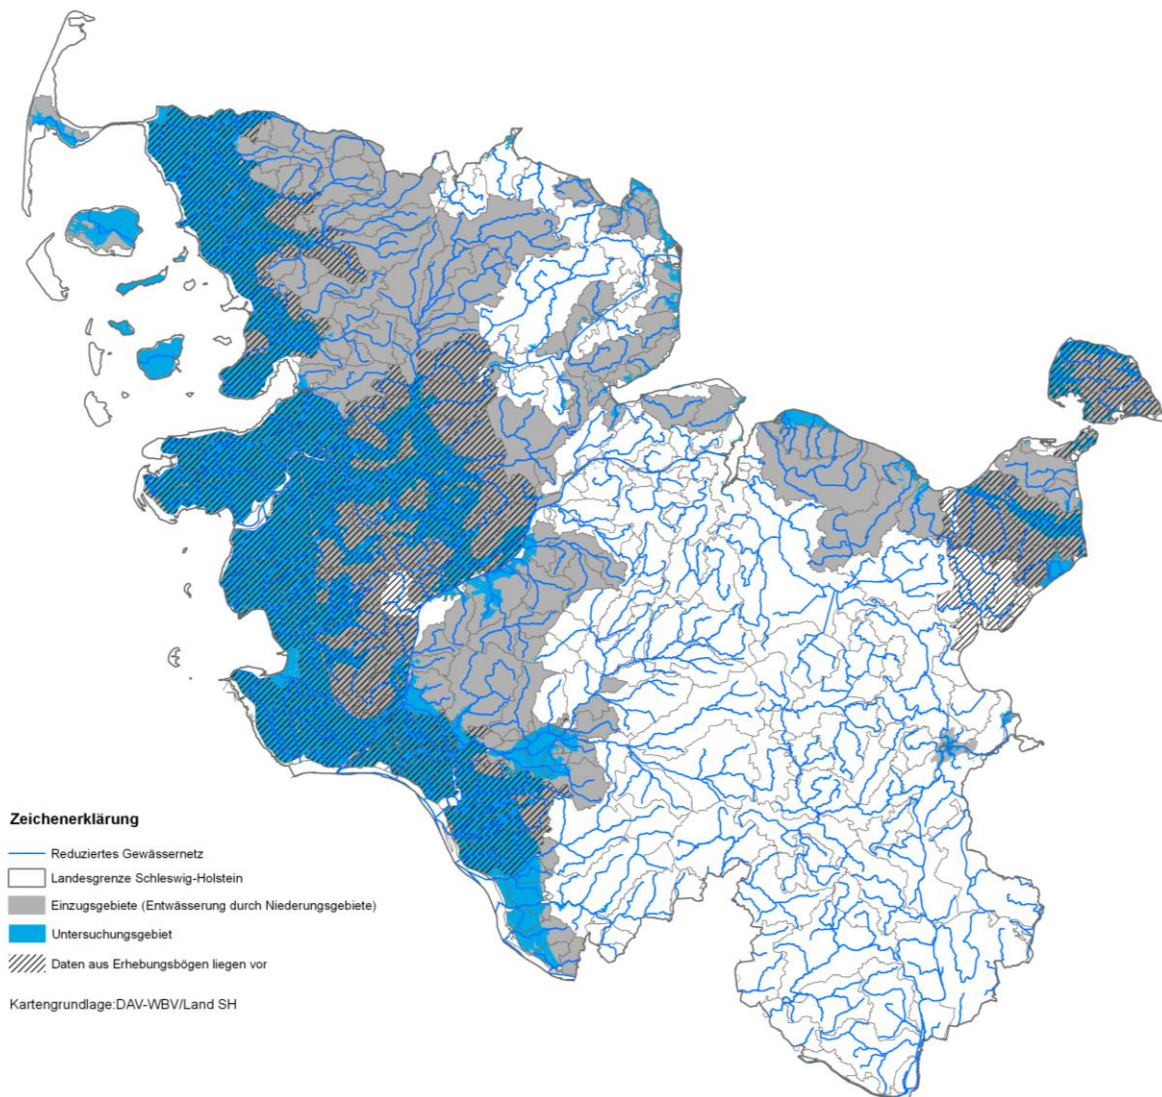 Zeichenerklärung
Reduziertes Gewässernetz
Landesgrenze Schleswig-Holstein
Einzugsgebiete (Entwässerung durch Niederungsgebiete)
Untersuchungsgebiet
Daten aus Erhebungsbögen liegen vor
Kartengrundlage:DAV-WBV/Land SH